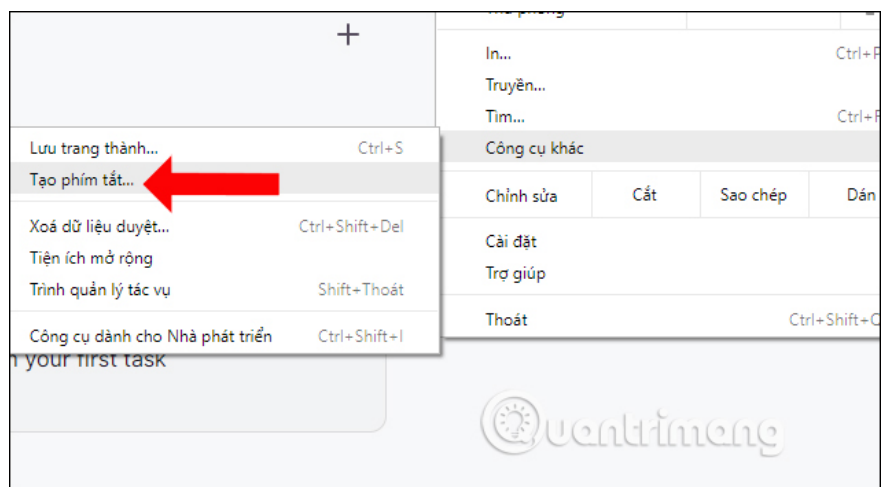 In... Ctrl+P
Truyền...
Tìm... Ctrl+F
Công cụ khác
Chỉnh sửa Cắt Sao chép Dán
Cài đặt
Trợ giúp
Thoát Ctrl+Shift+Q
Lưu trang thành... Ctrl+S
Tạo phím tắt...
Xoá dữ liệu duyệt... Ctrl+Shift+Del
Tiện ích mở rộng
Trình quản lý tác vụ Shift+Thoát
Công cụ dành cho Nhà phát triển Ctrl+Shift+I
your first task
Quantrimang